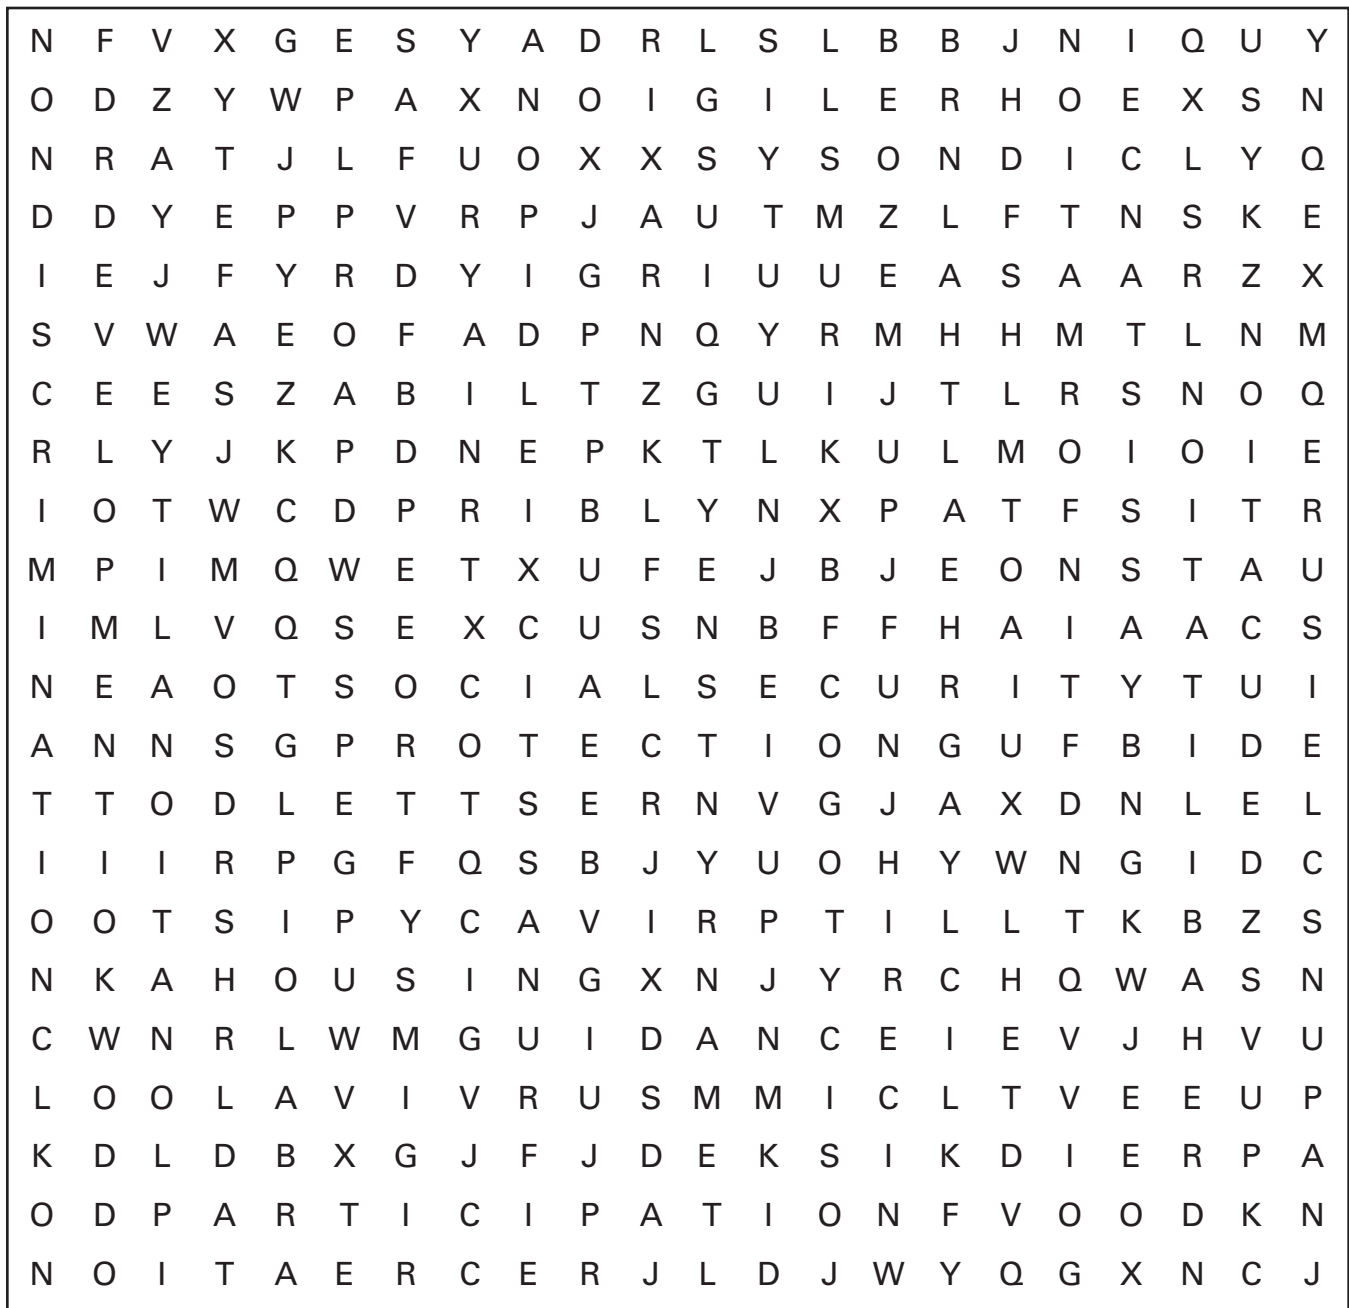 N F V X G E S Y A D R L S L B B J N I Q U Y
O D Z Y W P A X N O I G I L E R H O E X S N
N R A T J L F U O X X S Y S O N D I C L Y Q
D D Y E P P V R P J A U T M Z L F T N S K E
I E J F Y R D Y I G R I U U E A S A A R Z X
S V W A E O F A D P N Q Y R M H H M T L N M
C E E S Z A B I L T Z G U I J T L R S N O Q
R L Y J K P D N E P K T L K U L M O I O I E
I O T W C D P R I B L Y N X P A T F S I T R
M P I M Q W E T X U F E J B J E O N S T A U
I M L V Q S E X C U S N B F F H A I A A C S
N E A O T S O C I A L S E C U R I T Y T U I
A N N S G P R O T E C T I O N G U F B I D E
T T O D L E T T S E R N V G J A X D N L E L
I I I R P G F Q S B J Y U O H Y W N G I D C
O O T S I P Y C A V I R P T I L L T K B Z S
N K A H O U S I N G X N J Y R C H Q W A S N
C W N R L W M G U I D A N C E I E V J H V U
L O O L A V I V R U S M M I C L T V E E U P
K D L D B X G J F J D E K S I K D I E R P A
O D P A R T I C I P A T I O N F V O O D K N
N O I T A E R C E R J L D J W Y Q G X N C J